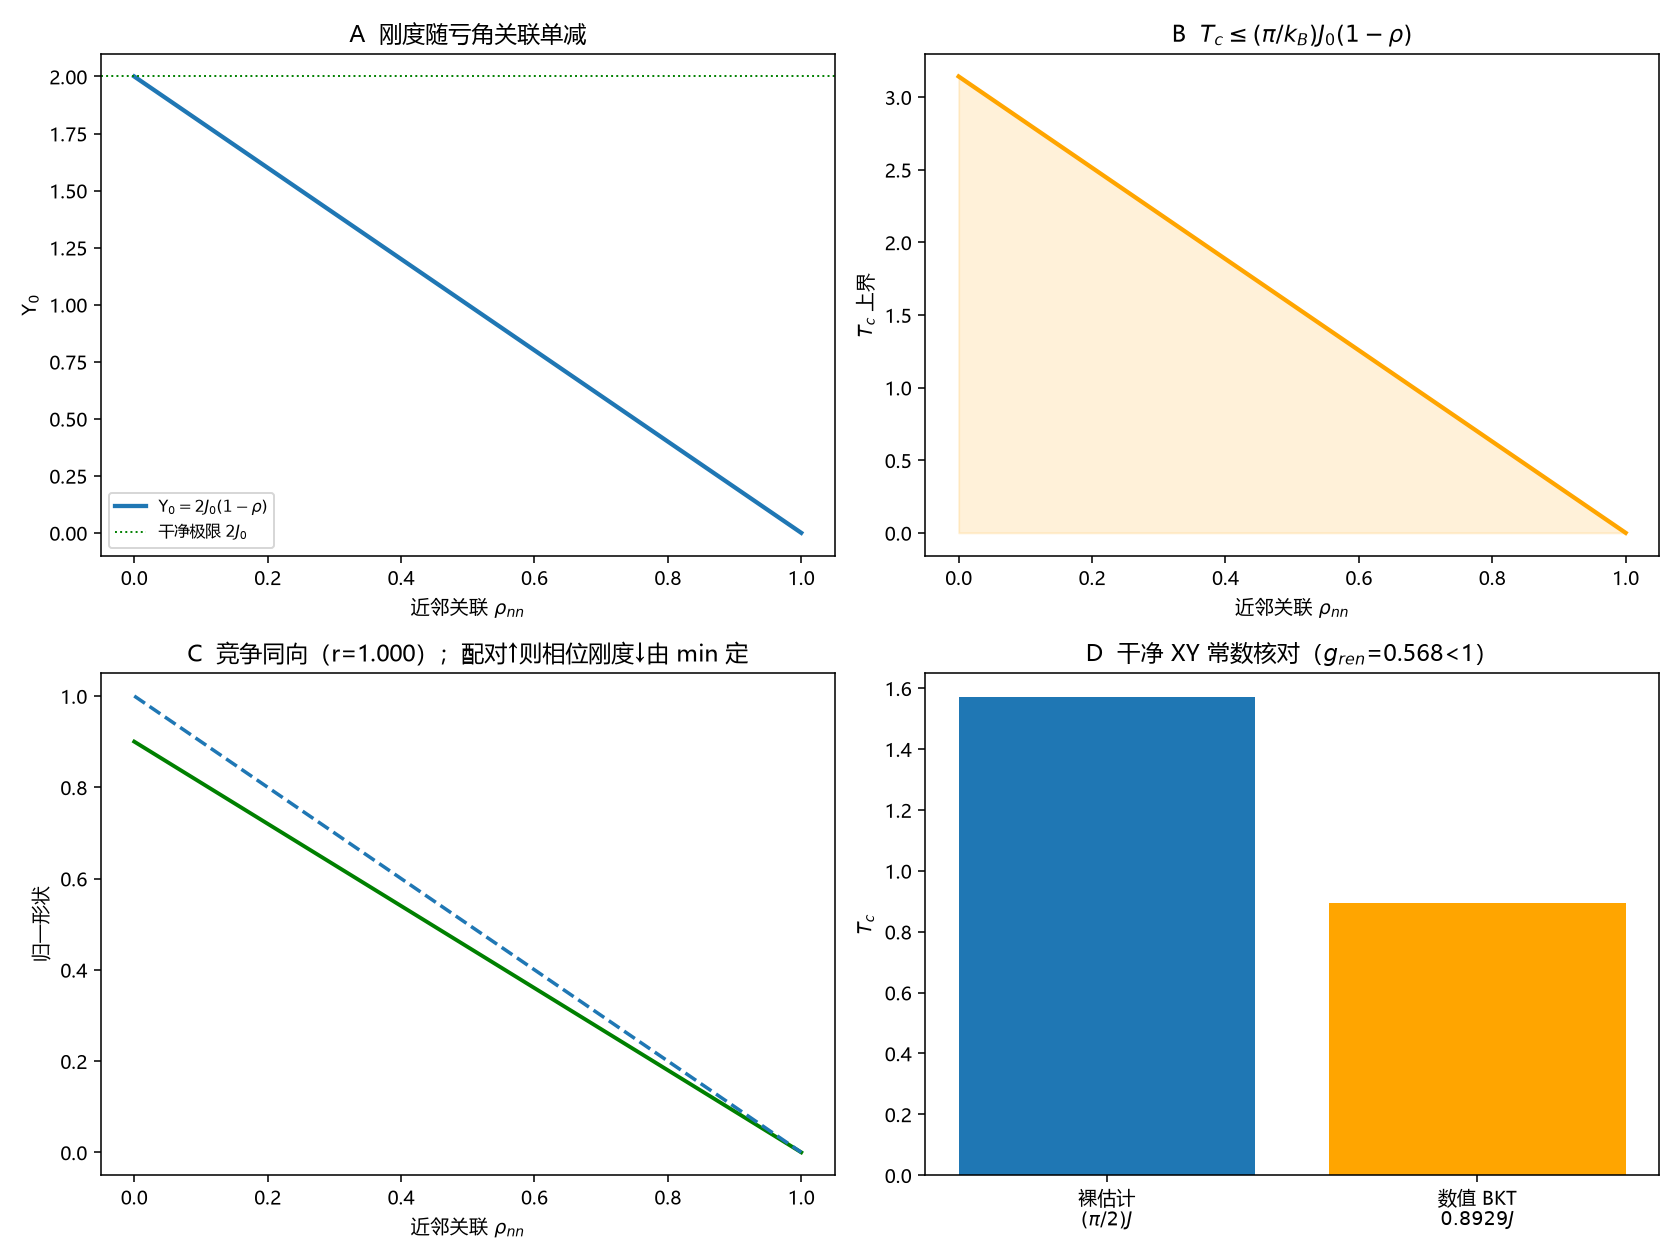 A 刚度随亏角关联单减
2.00
1.75
1.50
1.25
1.00
0.75
0.50
0.25
0.00
Y₀
Y₀ = 2J₀(1 − ρ)
干净极限 2J₀
0.0 0.2 0.4 0.6 0.8 1.0
近邻关联 ρₙₙ
B T_c ≤ (π/k_B)J₀(1 − ρ)
3.0
2.5
2.0
1.5
1.0
0.5
0.0
T_c 上界
0.0 0.2 0.4 0.6 0.8 1.0
近邻关联 ρₙₙ
C 竞争同向（r=1.000）；配对↑则相位刚度↓由 min 定
1.0
0.8
0.6
0.4
0.2
0.0
归一形状
0.0 0.2 0.4 0.6 0.8 1.0
近邻关联 ρₙₙ
D 干净 XY 常数核对（g_ren=0.568<1）
1.6
1.4
1.2
1.0
0.8
0.6
0.4
0.2
0.0
T_c
裸估计
(π/2)J
数值 BKT
0.8929J